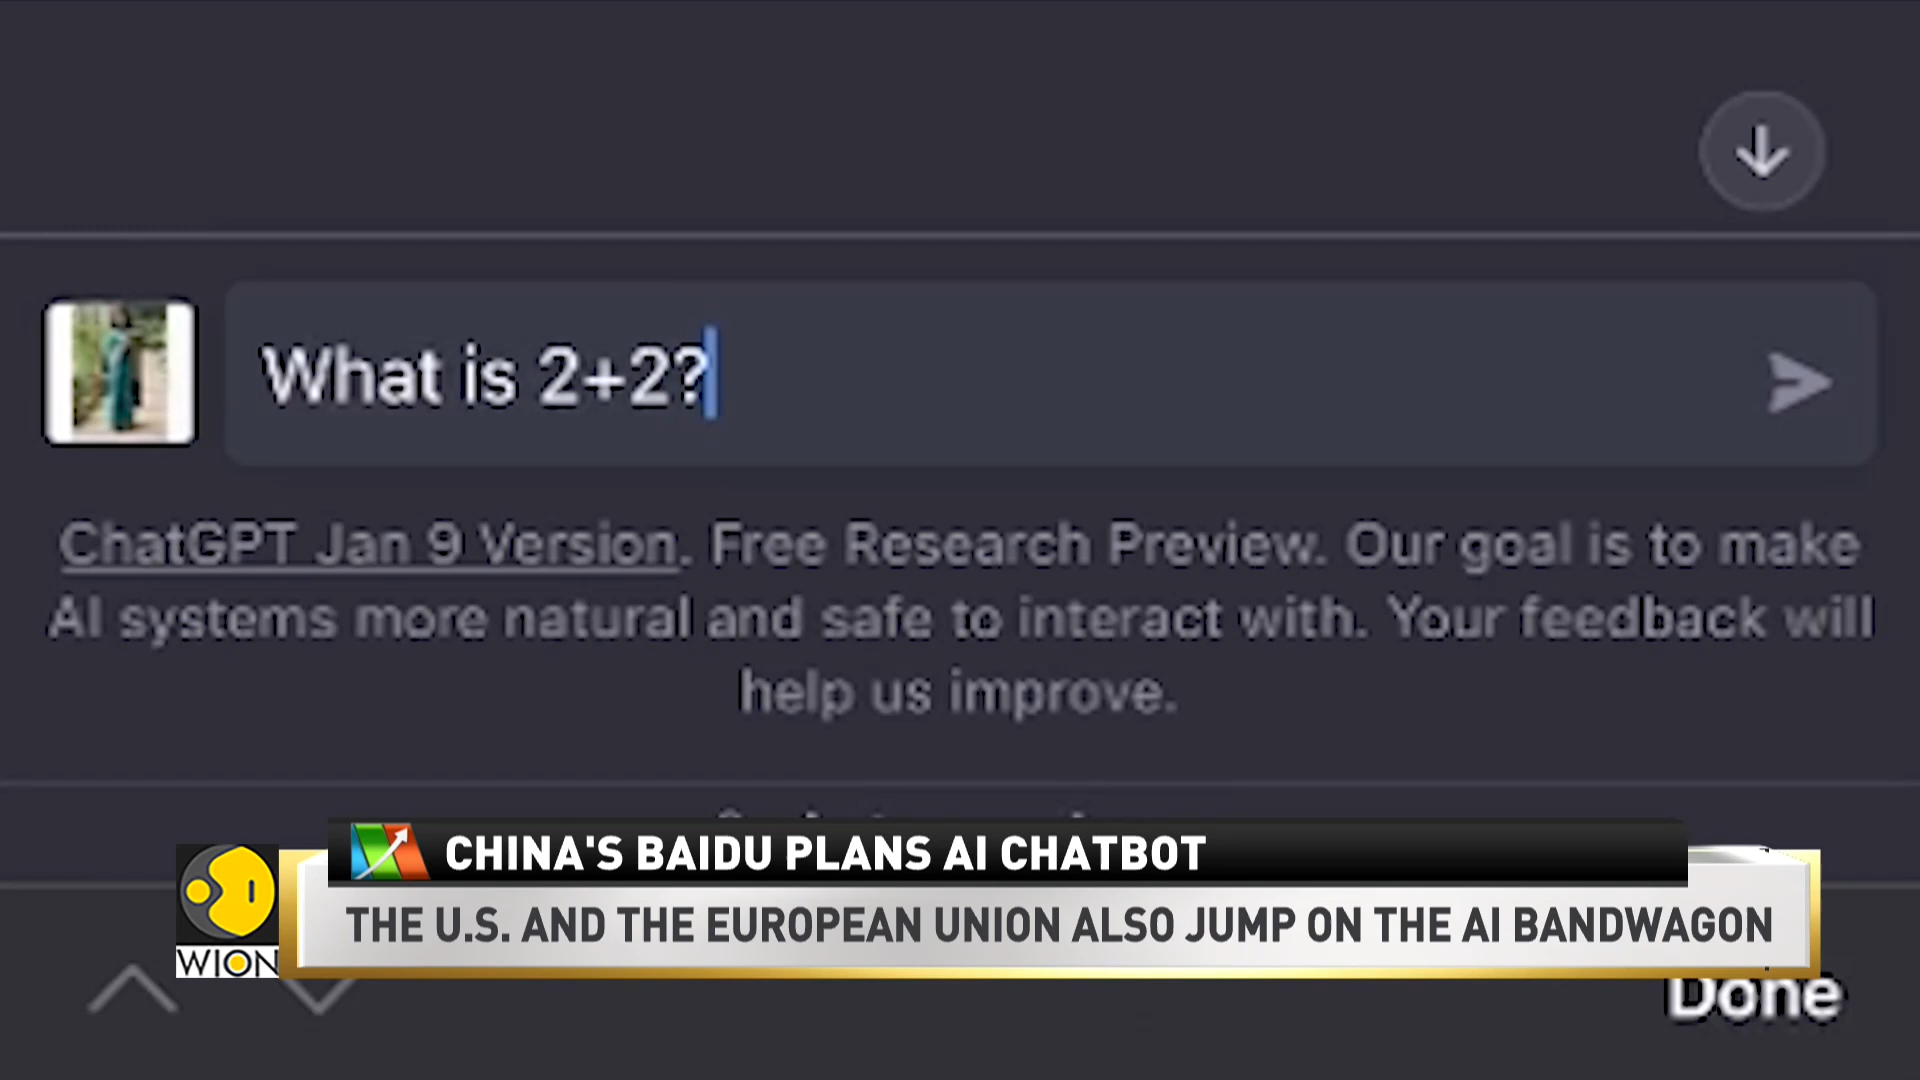 What is 2+2?
ChatGPT Jan 9 Version. Free Research Preview. Our goal is to make
AI systems more natural and safe to interact with. Your feedback will
help us improve.
CHINA'S BAIDU PLANS AI CHATBOT
THE U.S. AND THE EUROPEAN UNION ALSO JUMP ON THE AI BANDWAGON
WION
Done